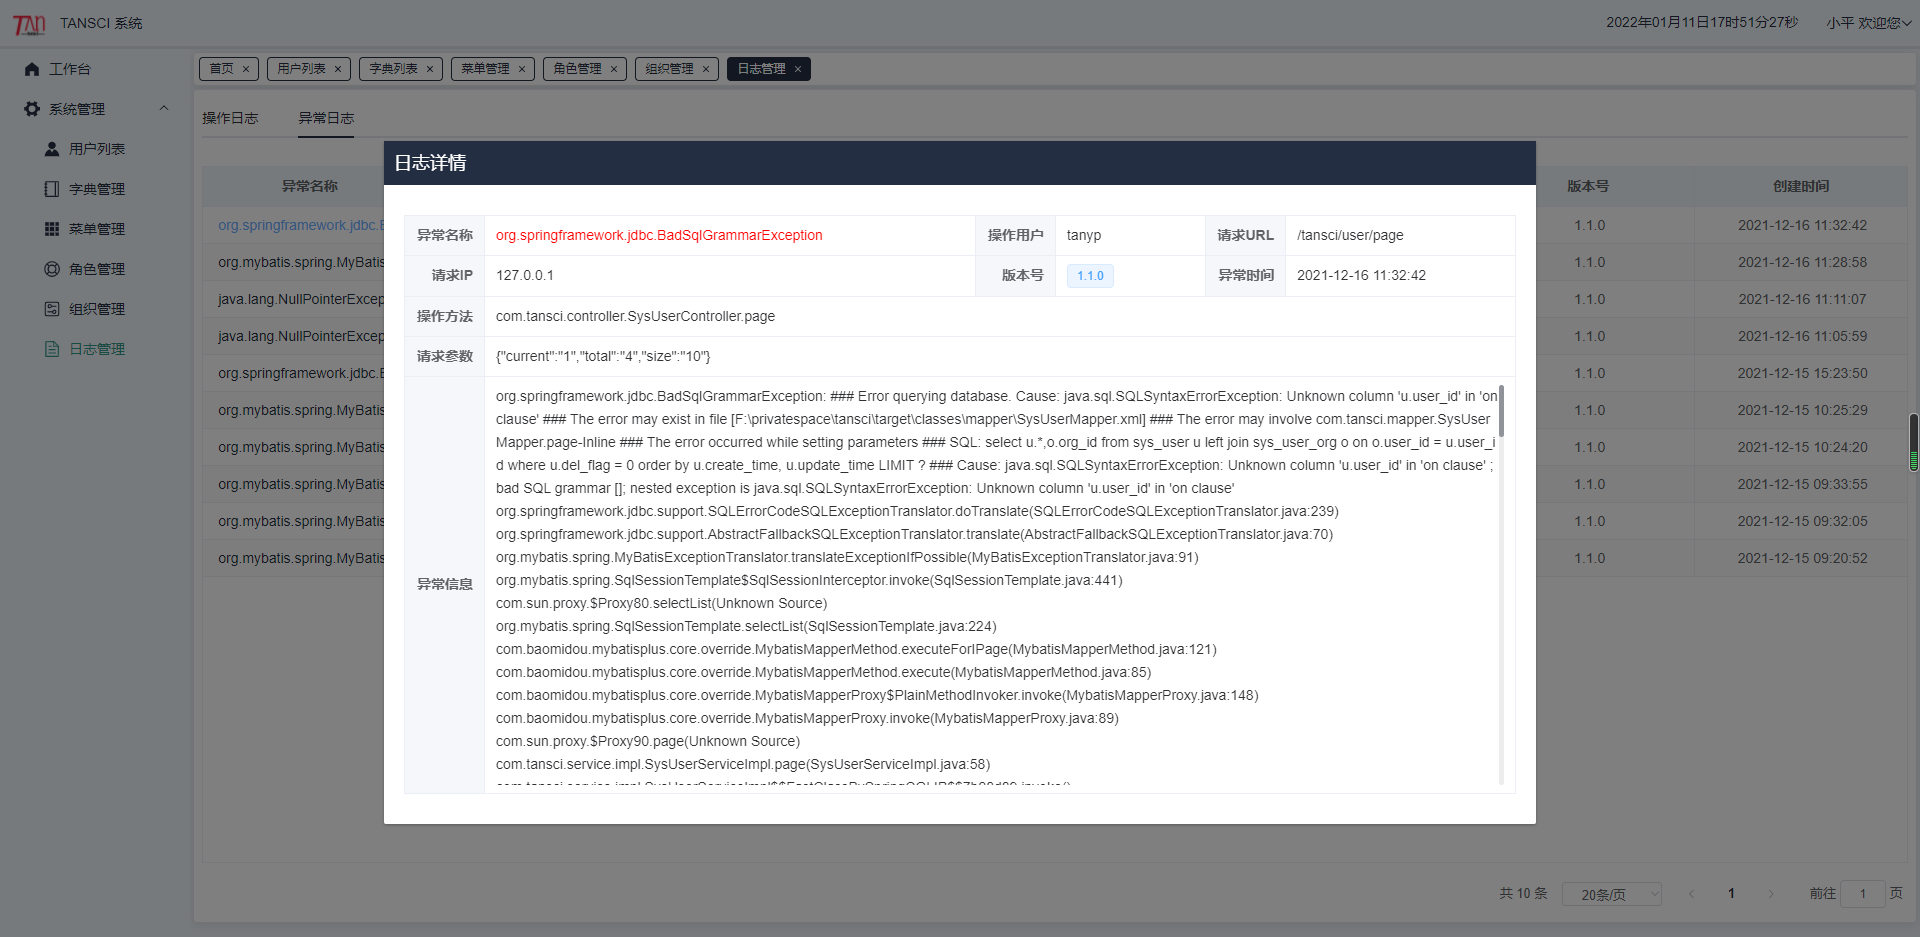 TAN TANSCI 系统
2022年01月11日17时51分27秒 小平 欢迎您
工作台
系统管理
用户列表
字典管理
菜单管理
角色管理
组织管理
日志管理
首页 × 用户列表 × 字典列表 × 菜单管理 × 角色管理 × 组织管理 × 日志管理 ×
操作日志 异常日志
异常名称 版本号 创建时间
org.springframework.jdbc.B 1.1.0 2021-12-16 11:32:42
org.mybatis.spring.MyBatis 1.1.0 2021-12-16 11:28:58
java.lang.NullPointerExcep 1.1.0 2021-12-16 11:11:07
java.lang.NullPointerExcep 1.1.0 2021-12-16 11:05:59
org.springframework.jdbc.B 1.1.0 2021-12-15 15:23:50
org.mybatis.spring.MyBatis 1.1.0 2021-12-15 10:25:29
org.mybatis.spring.MyBatis 1.1.0 2021-12-15 10:24:20
org.mybatis.spring.MyBatis 1.1.0 2021-12-15 09:33:55
org.mybatis.spring.MyBatis 1.1.0 2021-12-15 09:32:05
org.mybatis.spring.MyBatis 1.1.0 2021-12-15 09:20:52
日志详情
异常名称 org.springframework.jdbc.BadSqlGrammarException 操作用户 tanyp 请求URL /tansci/user/page
请求IP 127.0.0.1 版本号 1.1.0 异常时间 2021-12-16 11:32:42
操作方法 com.tansci.controller.SysUserController.page
请求参数 {"current":"1","total":"4","size":"10"}
异常信息
org.springframework.jdbc.BadSqlGrammarException: ### Error querying database. Cause: java.sql.SQLSyntaxErrorException: Unknown column 'u.user_id' in 'on
clause' ### The error may exist in file [F:\privatespace\tansci\target\classes\mapper\SysUserMapper.xml] ### The error may involve com.tansci.mapper.SysUser
Mapper.page-Inline ### The error occurred while setting parameters ### SQL: select u.*,o.org_id from sys_user u left join sys_user_org o on o.user_id = u.user_i
d where u.del_flag = 0 order by u.create_time, u.update_time LIMIT ? ### Cause: java.sql.SQLSyntaxErrorException: Unknown column 'u.user_id' in 'on clause' ;
bad SQL grammar []; nested exception is java.sql.SQLSyntaxErrorException: Unknown column 'u.user_id' in 'on clause'
org.springframework.jdbc.support.SQLErrorCodeSQLExceptionTranslator.doTranslate(SQLErrorCodeSQLExceptionTranslator.java:239)
org.springframework.jdbc.support.AbstractFallbackSQLExceptionTranslator.translate(AbstractFallbackSQLExceptionTranslator.java:70)
org.mybatis.spring.MyBatisExceptionTranslator.translateExceptionIfPossible(MyBatisExceptionTranslator.java:91)
org.mybatis.spring.SqlSessionTemplate$SqlSessionInterceptor.invoke(SqlSessionTemplate.java:441)
com.sun.proxy.$Proxy80.selectList(Unknown Source)
org.mybatis.spring.SqlSessionTemplate.selectList(SqlSessionTemplate.java:224)
com.baomidou.mybatisplus.core.override.MybatisMapperMethod.executeForIPage(MybatisMapperMethod.java:121)
com.baomidou.mybatisplus.core.override.MybatisMapperMethod.execute(MybatisMapperMethod.java:85)
com.baomidou.mybatisplus.core.override.MybatisMapperProxy$PlainMethodInvoker.invoke(MybatisMapperProxy.java:148)
com.baomidou.mybatisplus.core.override.MybatisMapperProxy.invoke(MybatisMapperProxy.java:89)
com.sun.proxy.$Proxy90.page(Unknown Source)
com.tansci.service.impl.SysUserServiceImpl.page(SysUserServiceImpl.java:58)
共 10 条 20条/页 1 前往 1 页